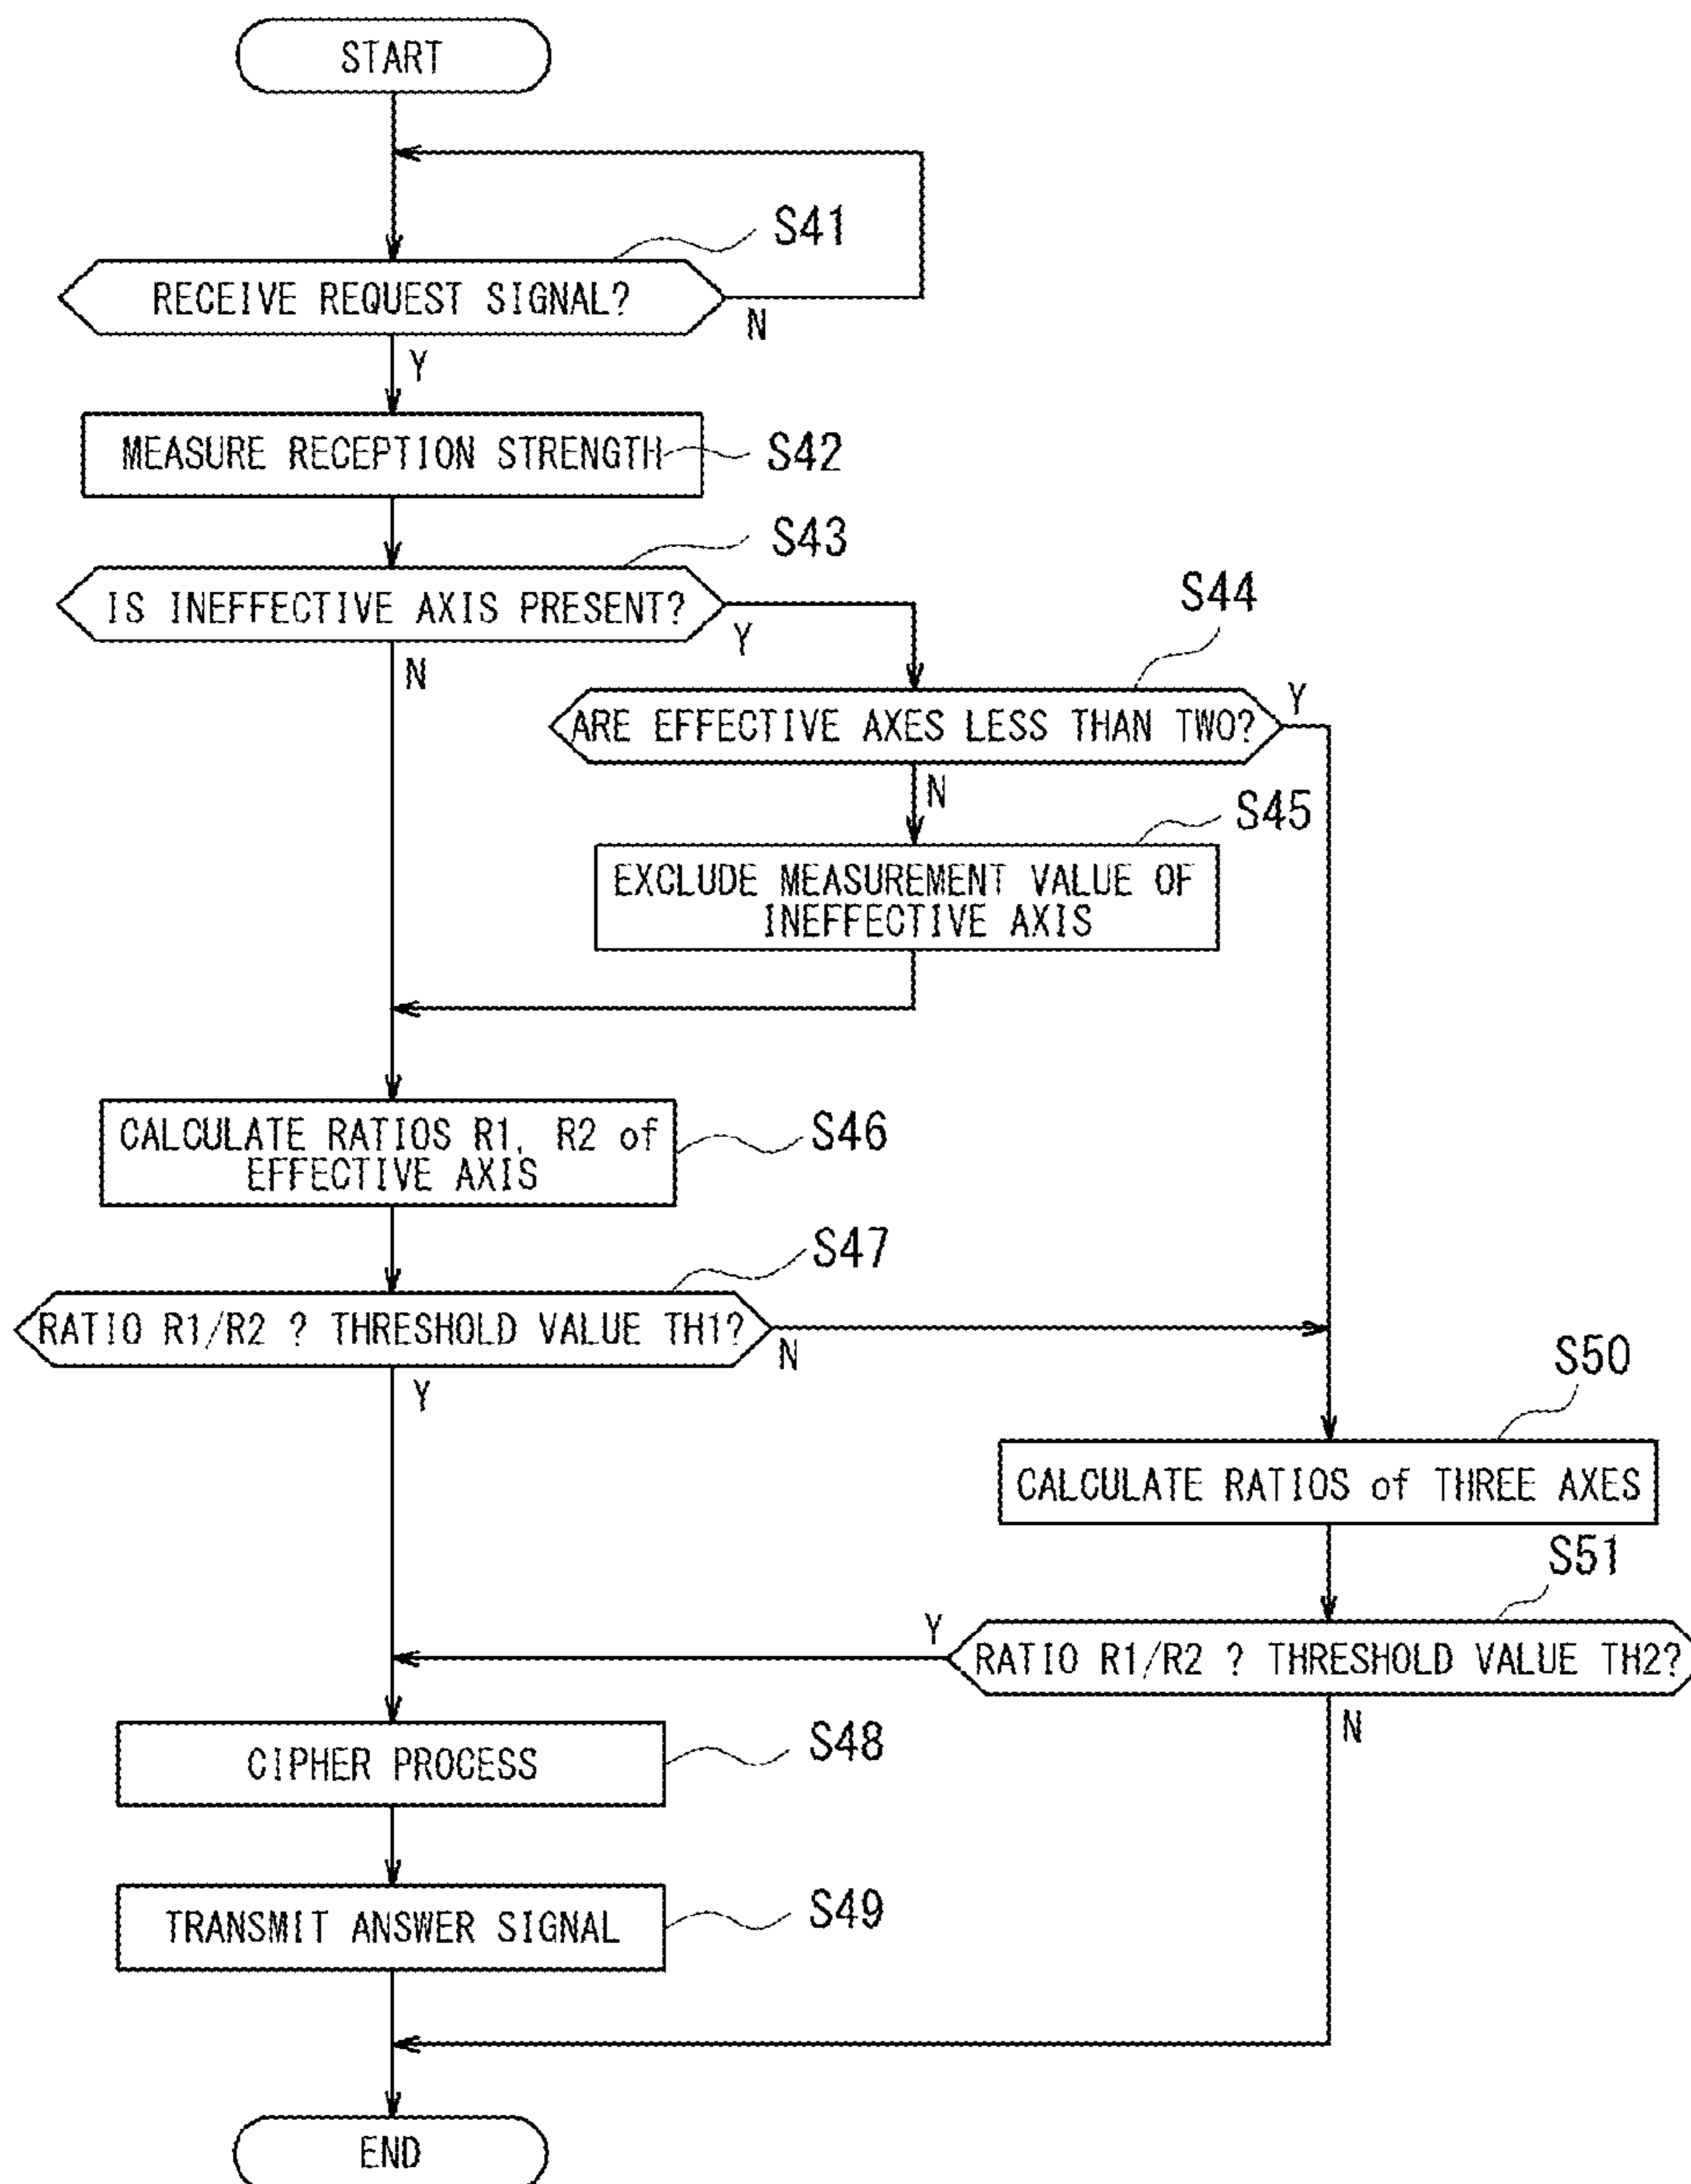 START
S41
RECEIVE REQUEST SIGNAL?
N
Y
MEASURE RECEPTION STRENGTH
S42
S43
IS INEFFECTIVE AXIS PRESENT?
Y
N
S44
ARE EFFECTIVE AXES LESS THAN TWO?
Y
N
S45
EXCLUDE MEASUREMENT VALUE OF
INEFFECTIVE AXIS
CALCULATE RATIOS R1, R2 of
EFFECTIVE AXIS
S46
S47
RATIO R1/R2 ? THRESHOLD VALUE TH1?
N
Y
S50
CALCULATE RATIOS of THREE AXES
S51
Y
RATIO R1/R2 ? THRESHOLD VALUE TH2?
N
CIPHER PROCESS
S48
TRANSMIT ANSWER SIGNAL
S49
END